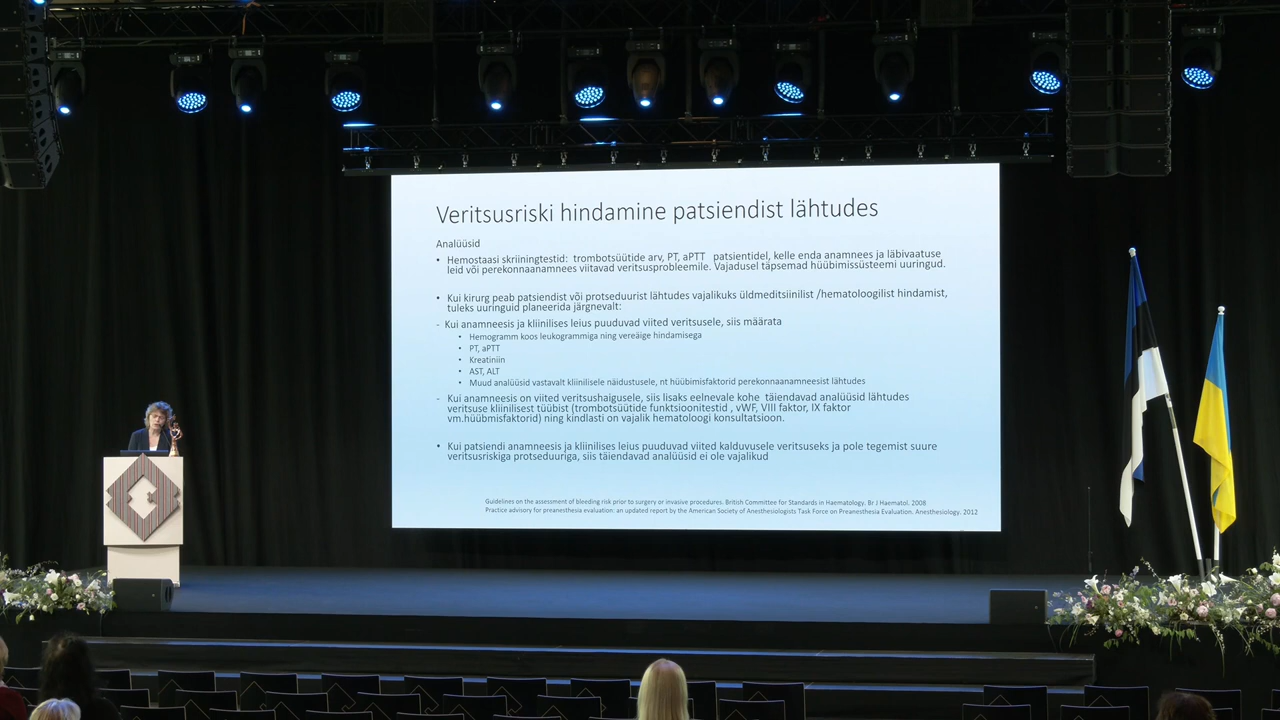 Veritsusriski hindamine patsiendist lähtudes
Analüüsid
• Hemostaasi skriiningtestid: trombotsüütide arv, PT, aPTT patsientidel, kelle enda anamnees ja läbivaatuse
leid või perekonnaanamnees viitavad veritsusprobleemile. Vajadusel täpsemad hüübimissüsteemi uuringud.
• Kui kirurg peab patsiendist või protseduurist lähtudes vajalikuks üldmeditsiinilist /hematoloogilist hindamist,
tuleks uuringuid planeerida järgnevalt:
- Kui anamneesis ja kliinilises leius puuduvad viited veritsusele, siis määrata
• Hemogramm koos leukogrammiga ning vereäige hindamisega
• PT, aPTT
• Kreatiniin
• AST, ALT
• Muud analüüsid vastavalt kliinilisele näidustusele, nt hüübimisfaktorid perekonnaanamneesist lähtudes
- Kui anamneesis on viited veritsushaigusele, siis lisaks eelnevale kohe täiendavad analüüsid lähtudes
veritsuse kliinilisest tüübist (trombotsüütide funktsioonitestid , vWF, VIII faktor, IX faktor
vm.hüübmisfaktorid) ning kindlasti on vajalik hematoloogi konsultatsioon.
• Kui patsiendi anamneesis ja kliinilises leius puuduvad viited kalduvusele veritsuseks ja pole tegemist suure
veritsusriskiga protseduuriga, siis täiendavad analüüsid ei ole vajalikud
Guidelines on the assessment of bleeding risk prior to surgery or invasive procedures. British Committee for Standards in Haematology. Br J Haematol. 2008
Practice advisory for preanesthesia evaluation: an updated report by the American Society of Anesthesiologists Task Force on Preanesthesia Evaluation. Anesthesiology. 2012